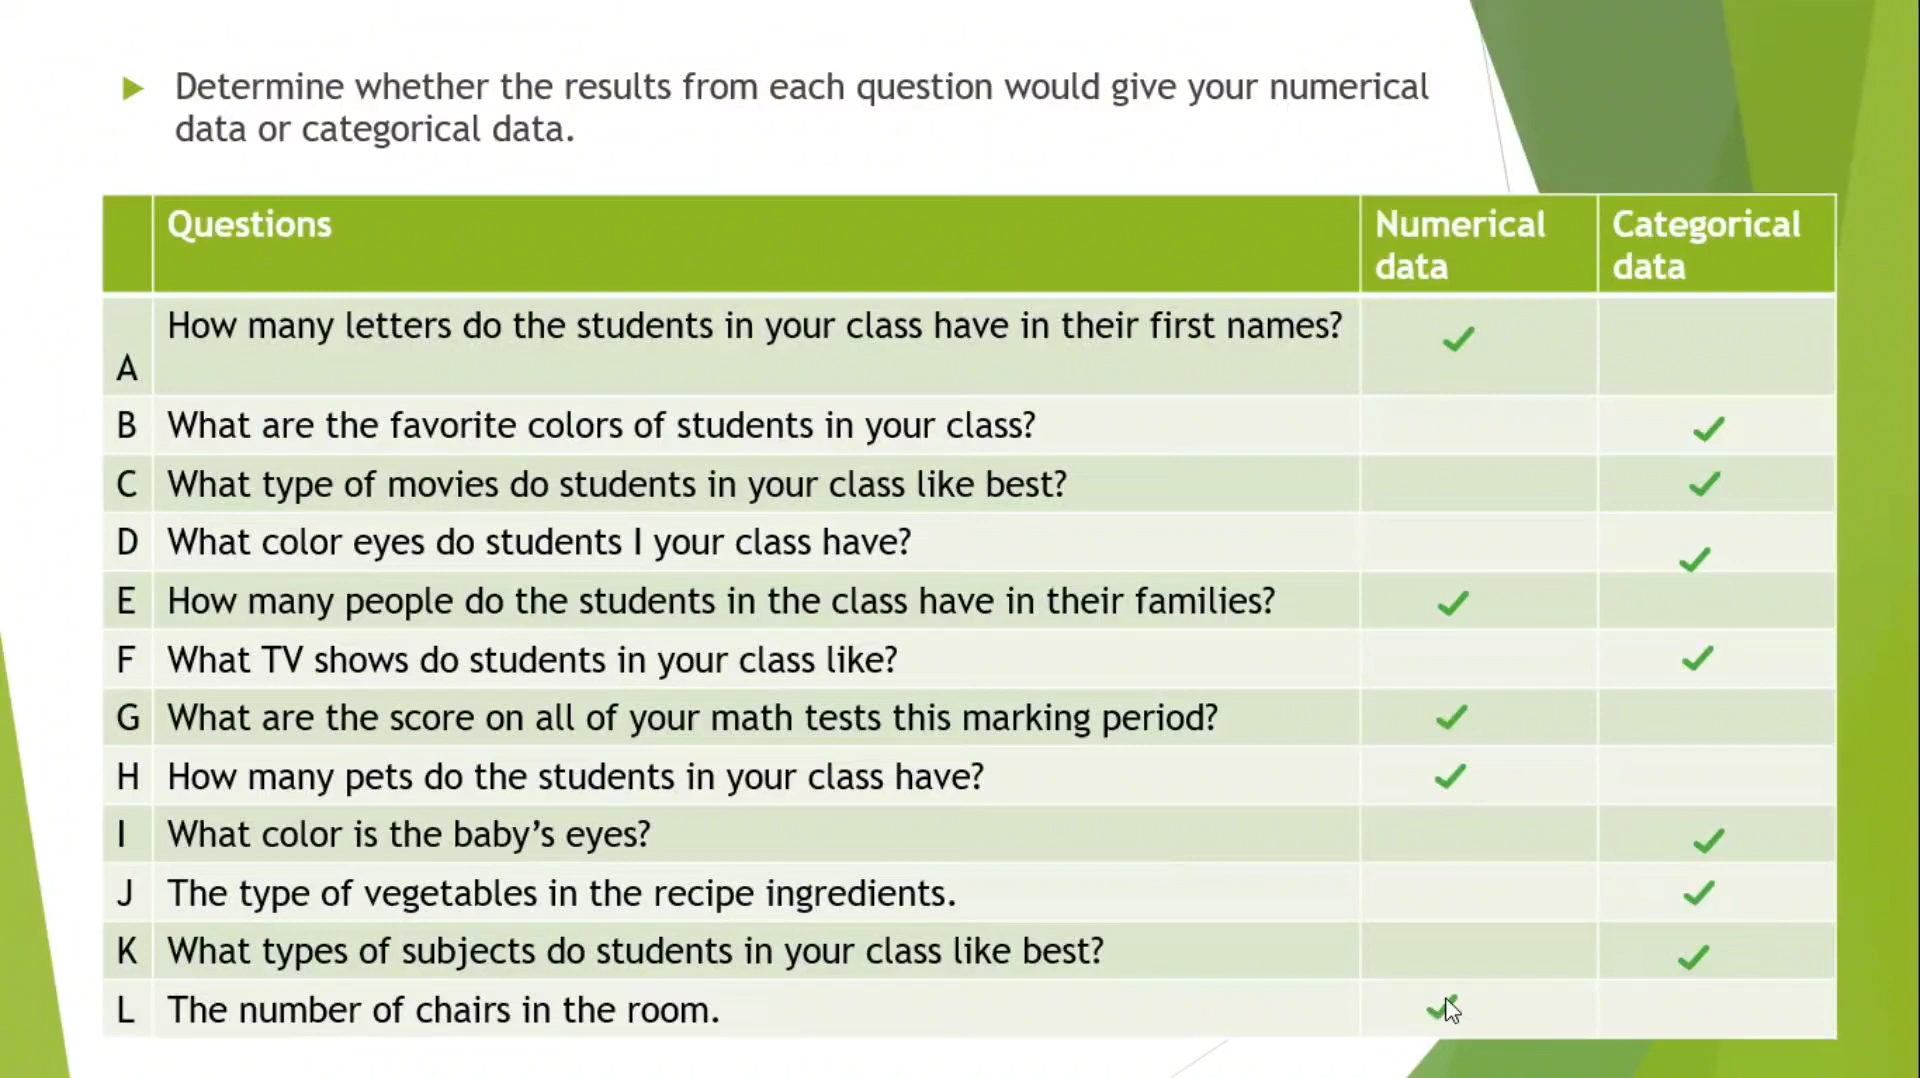 Determine whether the results from each question would give your numerical
data or categorical data.
Questions
Numerical
data
Categorical
data
A
How many letters do the students in your class have in their first names?
B What are the favorite colors of students in your class?
C What type of movies do students in your class like best?
D What color eyes do students I your class have?
E How many people do the students in the class have in their families?
F What TV shows do students in your class like?
G What are the score on all of your math tests this marking period?
H How many pets do the students in your class have?
I What color is the baby’s eyes?
J The type of vegetables in the recipe ingredients.
K What types of subjects do students in your class like best?
L The number of chairs in the room.